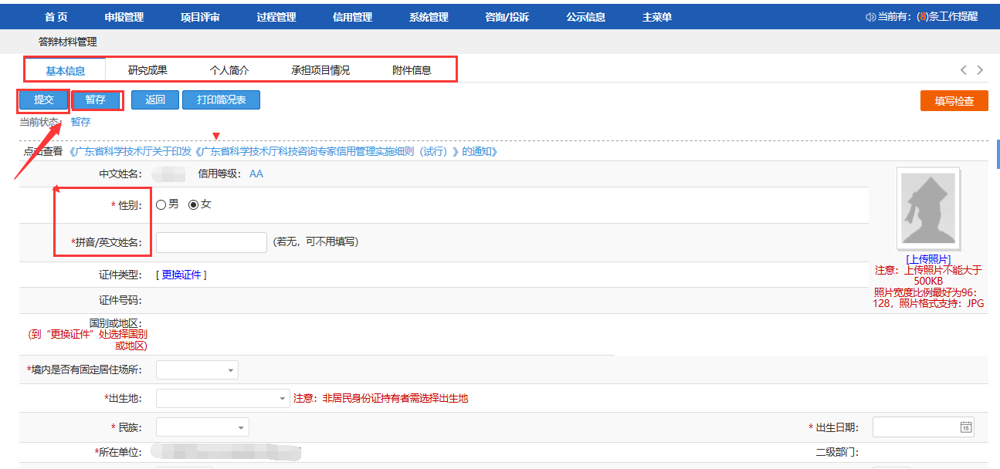 首 页 申报管理 项目评审 过程管理 信用管理 系统管理 咨询/投诉 公示信息 主菜单 当前有：(8)条工作提醒
答辩材料管理
基本信息 研究成果 个人简介 承担项目情况 附件信息
提交 暂存 返回 打印简况表 填写检查
当前状态： 暂存
点击查看 《广东省科学技术厅关于印发《广东省科学技术厅科技咨询专家信用管理实施细则（试行）》的通知》
中文姓名： 信用等级： AA
* 性别： 男 女
*拼音/英文姓名： (若无，可不用填写)
[上传照片]
注意：上传照片不能大于
500KB
照片宽度比例最好为96：
128，照片格式支持：JPG
证件类型： [ 更换证件 ]
证件号码：
国别或地区：
(到“更换证件”处选择国别
或地区)
*境内是否有固定居住场所：
*出生地： 注意：非居民身份证持有者需选择出生地
* 民族： * 出生日期： 15
*所在单位： 二级部门：